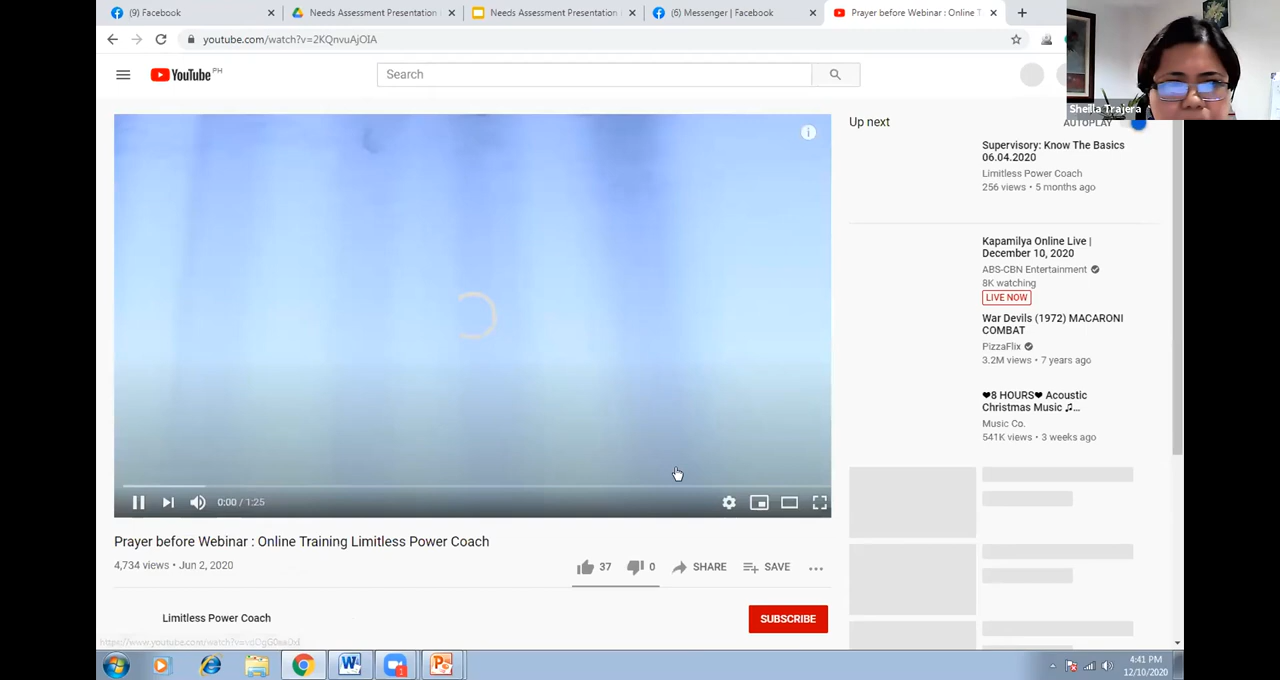 (9) Facebook
Needs Assessment Presentation
Needs Assessment Presentation
(6) Messenger | Facebook
Prayer before Webinar : Online T
youtube.com/watch?v=2KQnvuAjOIA
YouTube PH
Search
Sheilla Trajera
Up next
AUTOPLAY
Supervisory: Know The Basics
06.04.2020
Limitless Power Coach
256 views • 5 months ago
Kapamilya Online Live |
December 10, 2020
ABS-CBN Entertainment
8K watching
LIVE NOW
War Devils (1972) MACARONI
COMBAT
PizzaFlix
3.2M views • 7 years ago
❤8 HOURS❤ Acoustic
Christmas Music ♫...
Music Co.
541K views • 3 weeks ago
0:00 / 1:25
Prayer before Webinar : Online Training Limitless Power Coach
4,734 views • Jun 2, 2020
37
0
SHARE
SAVE
Limitless Power Coach
SUBSCRIBE
4:41 PM
12/10/2020